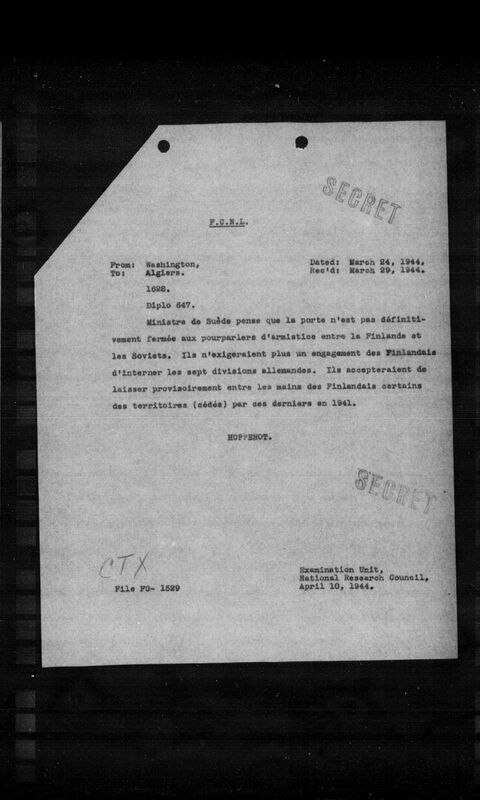 SECRET
F.C.N.L.
From: Washington, Dated: March 24, 1944.
To: Algiers. Rec'd: March 29, 1944.
1628.
Diplo 647.
Ministre de Suède pense que la porte n'est pas définiti-
vement fermée aux pourparlers d'armistice entre la Finlande et
les Soviets. Ils n'exigeraient plus un engagement des Finlandais
d'interner les sept divisions allemandes. Ils accepteraient de
laisser provisoirement entre les mains des Finlandais certains
des territoires (cédés) par ces derniers en 1941.
HOPPENOT.
SECRET
CTX
Examination Unit,
National Research Council,
File FO- 1529 April 10, 1944.